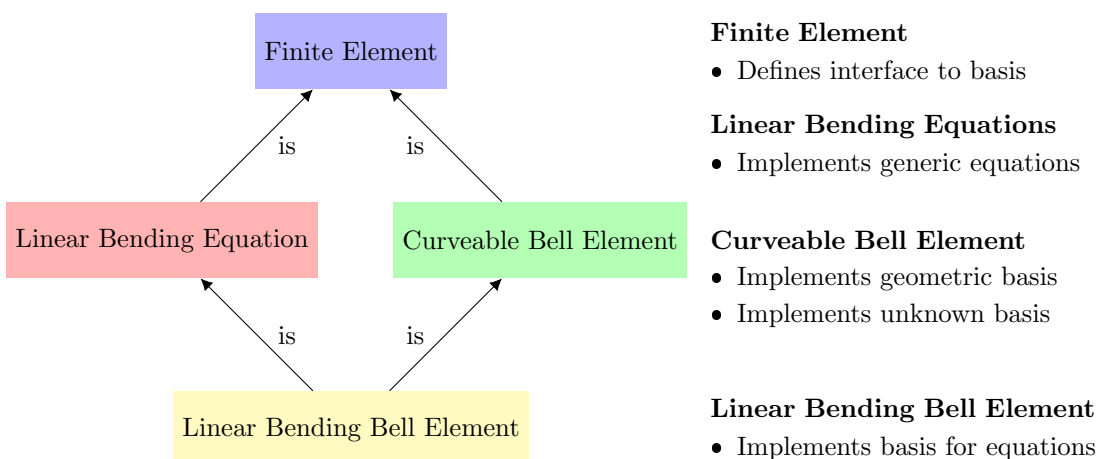 Finite Element
is
is
Linear Bending Equation
Curveable Bell Element
is
is
Linear Bending Bell Element
Finite Element
• Defines interface to basis
Linear Bending Equations
• Implements generic equations
Curveable Bell Element
• Implements geometric basis
• Implements unknown basis
Linear Bending Bell Element
• Implements basis for equations